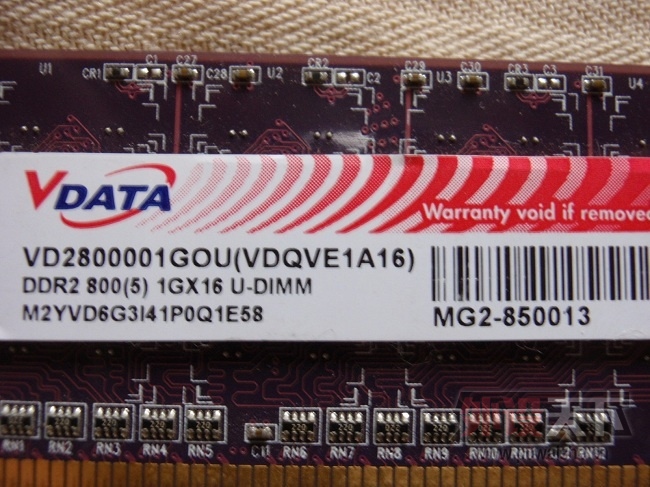 U1 CR1 C1 C27 C28 U2 CR2 C2 C29 U3 C30 CR3 C3 C31 U4
VDATA
Warranty void if removed
VD2800001GOU(VDQVE1A16)
DDR2 800(5) 1GX16 U-DIMM
M2YVD6G3I41P0Q1E58
MG2-850013
RN1 RN2 RN3 RN4 RN5 C11 RN6 RN7 RN8 RN9 RN10 RN11 C12 RN12